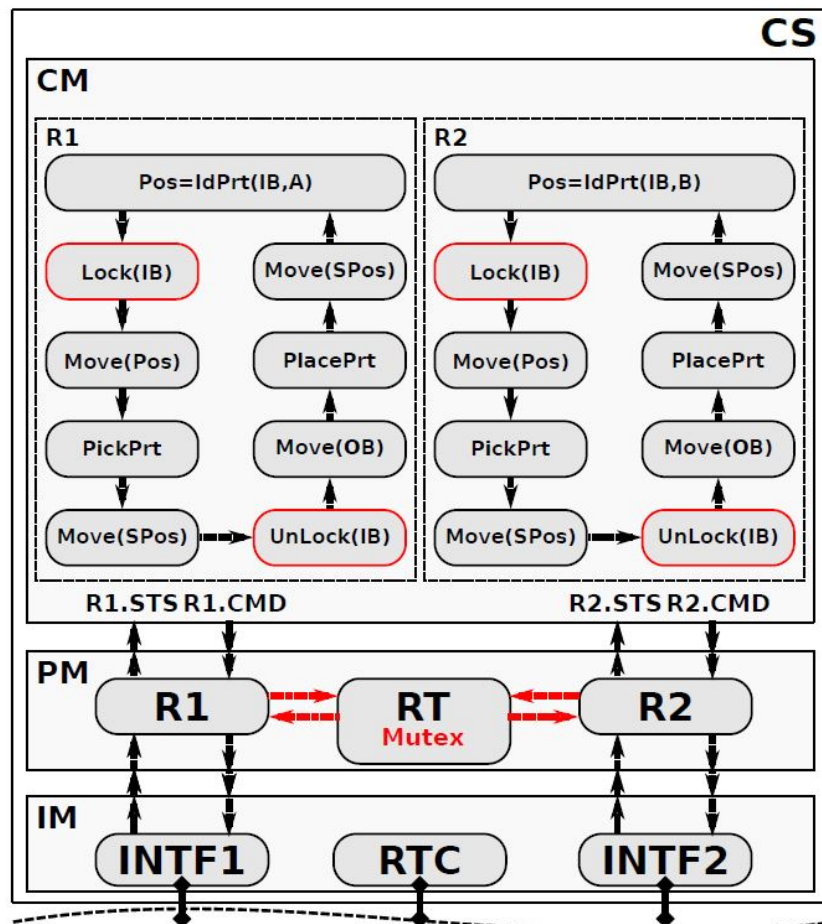 CS
CM
R1
R2
Pos=IdPrt(IB,A)
Pos=IdPrt(IB,B)
Lock(IB)
Move(SPos)
Lock(IB)
Move(SPos)
Move(Pos)
PlacePrt
Move(Pos)
PlacePrt
PickPrt
Move(OB)
PickPrt
Move(OB)
Move(SPos)
UnLock(IB)
Move(SPos)
UnLock(IB)
R1.STS R1.CMD
R2.STS R2.CMD
PM
R1
RT
Mutex
R2
IM
INTF1
RTC
INTF2